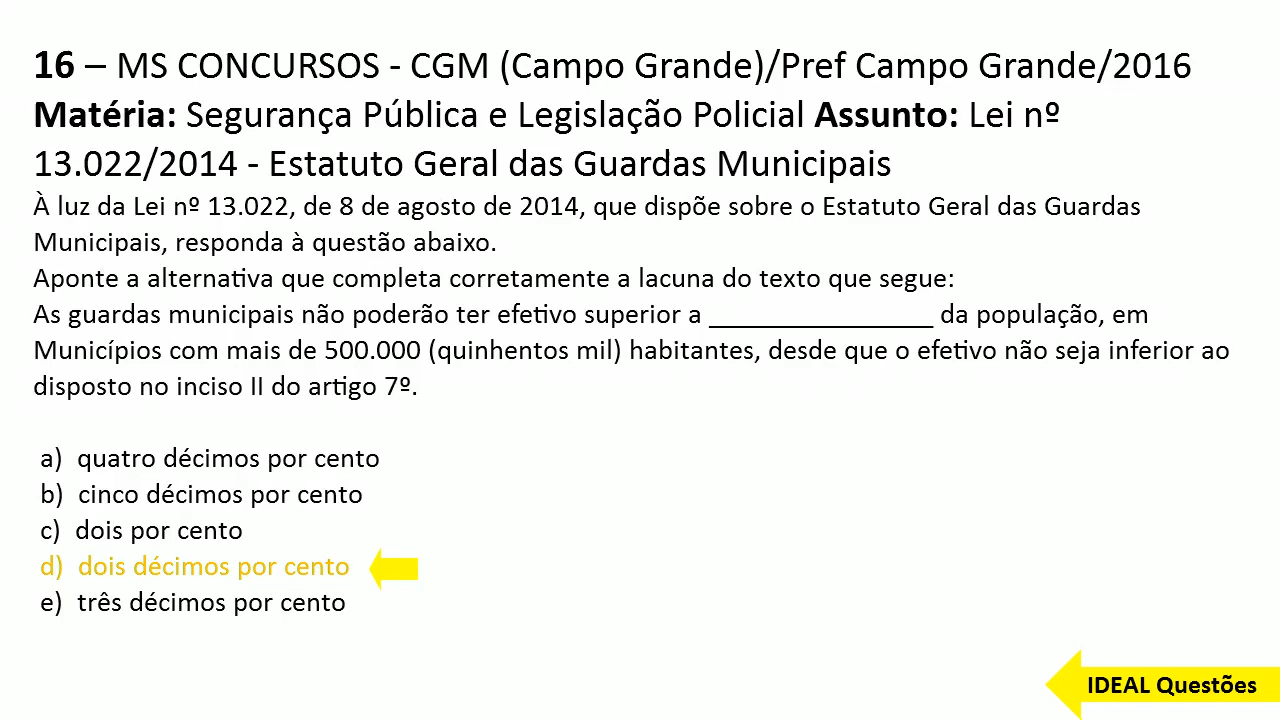 16 – MS CONCURSOS - CGM (Campo Grande)/Pref Campo Grande/2016
Matéria: Segurança Pública e Legislação Policial Assunto: Lei nº
13.022/2014 - Estatuto Geral das Guardas Municipais
À luz da Lei nº 13.022, de 8 de agosto de 2014, que dispõe sobre o Estatuto Geral das Guardas
Municipais, responda à questão abaixo.
Aponte a alternativa que completa corretamente a lacuna do texto que segue:
As guardas municipais não poderão ter efetivo superior a ________________ da população, em
Municípios com mais de 500.000 (quinhentos mil) habitantes, desde que o efetivo não seja inferior ao
disposto no inciso II do artigo 7º.
a) quatro décimos por cento
b) cinco décimos por cento
c) dois por cento
d) dois décimos por cento
e) três décimos por cento
IDEAL Questões